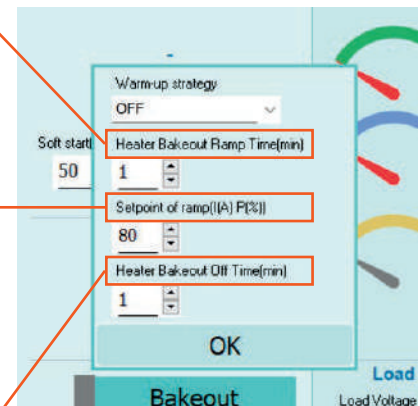 Warm-up strategy
OFF
Soft start(
50
Heater Bakeout Ramp Time(min)
1
Setpoint of ramp(I(A) P(%))
80
Heater Bakeout Off Time(min)
1
OK
Bakeout
Load
Load Voltage